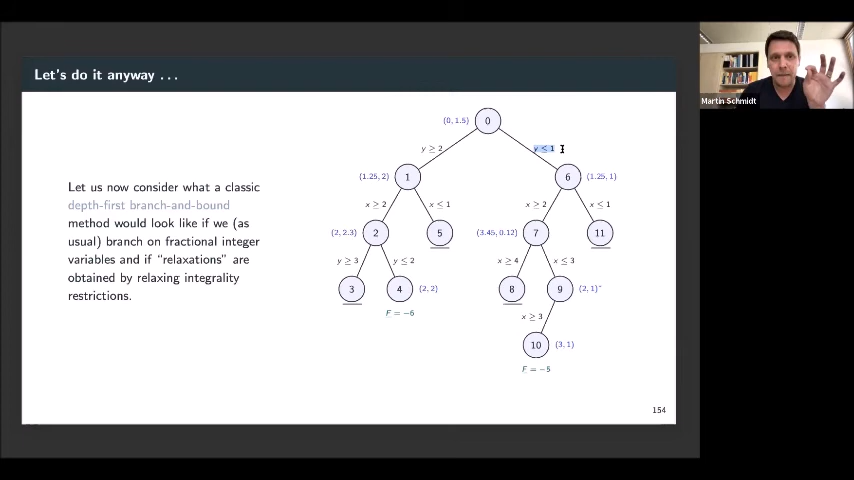 Let's do it anyway ...
Let us now consider what a classic
depth-first branch-and-bound
method would look like if we (as
usual) branch on fractional integer
variables and if “relaxations” are
obtained by relaxing integrality
restrictions.
(0, 1.5) 0
y ≥ 2 y ≤ 1
1 (1.25, 2)
6 (1.25, 1)
x ≥ 2 x ≤ 1 x ≥ 2 x ≤ 1
(2, 2.3) 2 5 (3.45, 0.12) 7 11
y ≥ 3 y ≤ 2 x ≥ 4 x ≤ 3
3 4 (2, 2) 8 9 (2, 1)
F = −6 x ≥ 3
10 (3, 1)
F = −5
154
Martin Schmidt